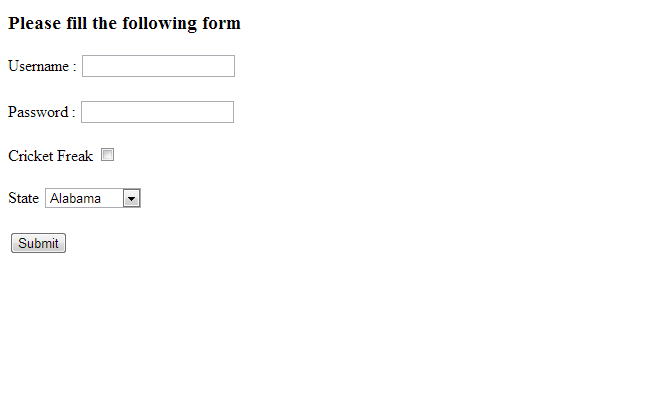 Please fill the following form
Username :
Password :
Cricket Freak
State Alabama
Submit